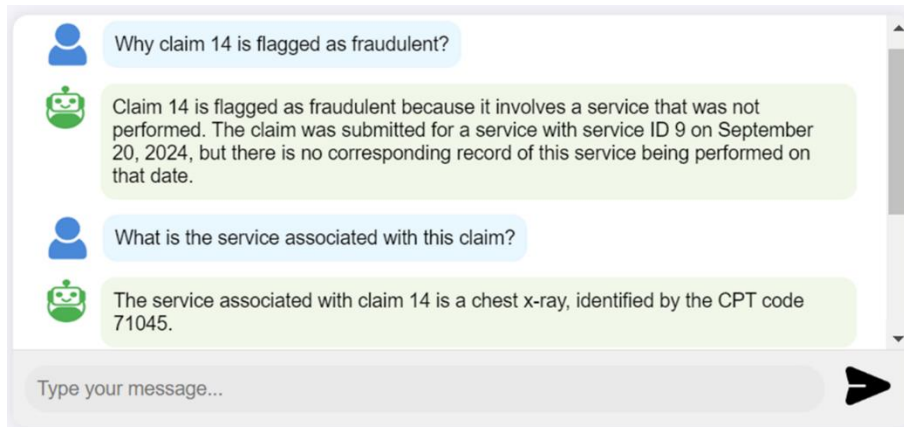 Why claim 14 is flagged as fraudulent?
Claim 14 is flagged as fraudulent because it involves a service that was not
performed. The claim was submitted for a service with service ID 9 on September
20, 2024, but there is no corresponding record of this service being performed on
that date.
What is the service associated with this claim?
The service associated with claim 14 is a chest x-ray, identified by the CPT code
71045.
Type your message...